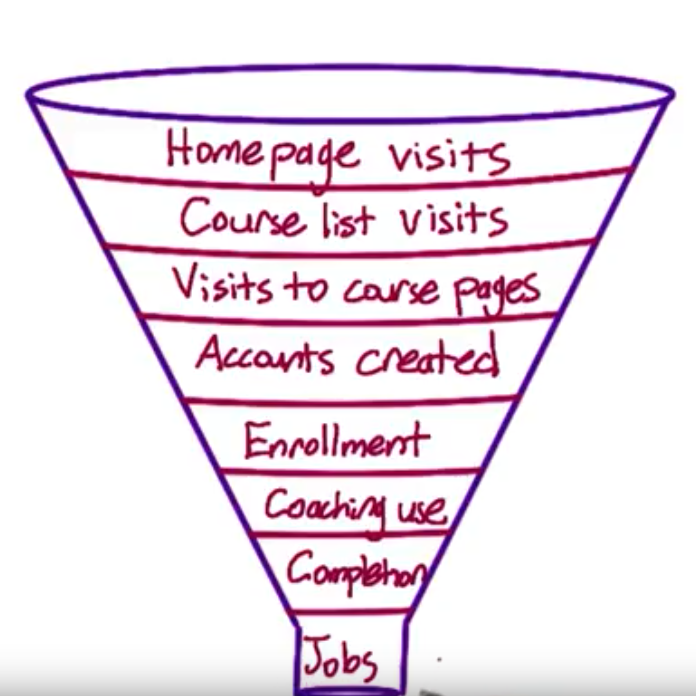 Homepage visits
Course list visits
Visits to course pages
Accounts created
Enrollment
Coaching use
Completion
Jobs